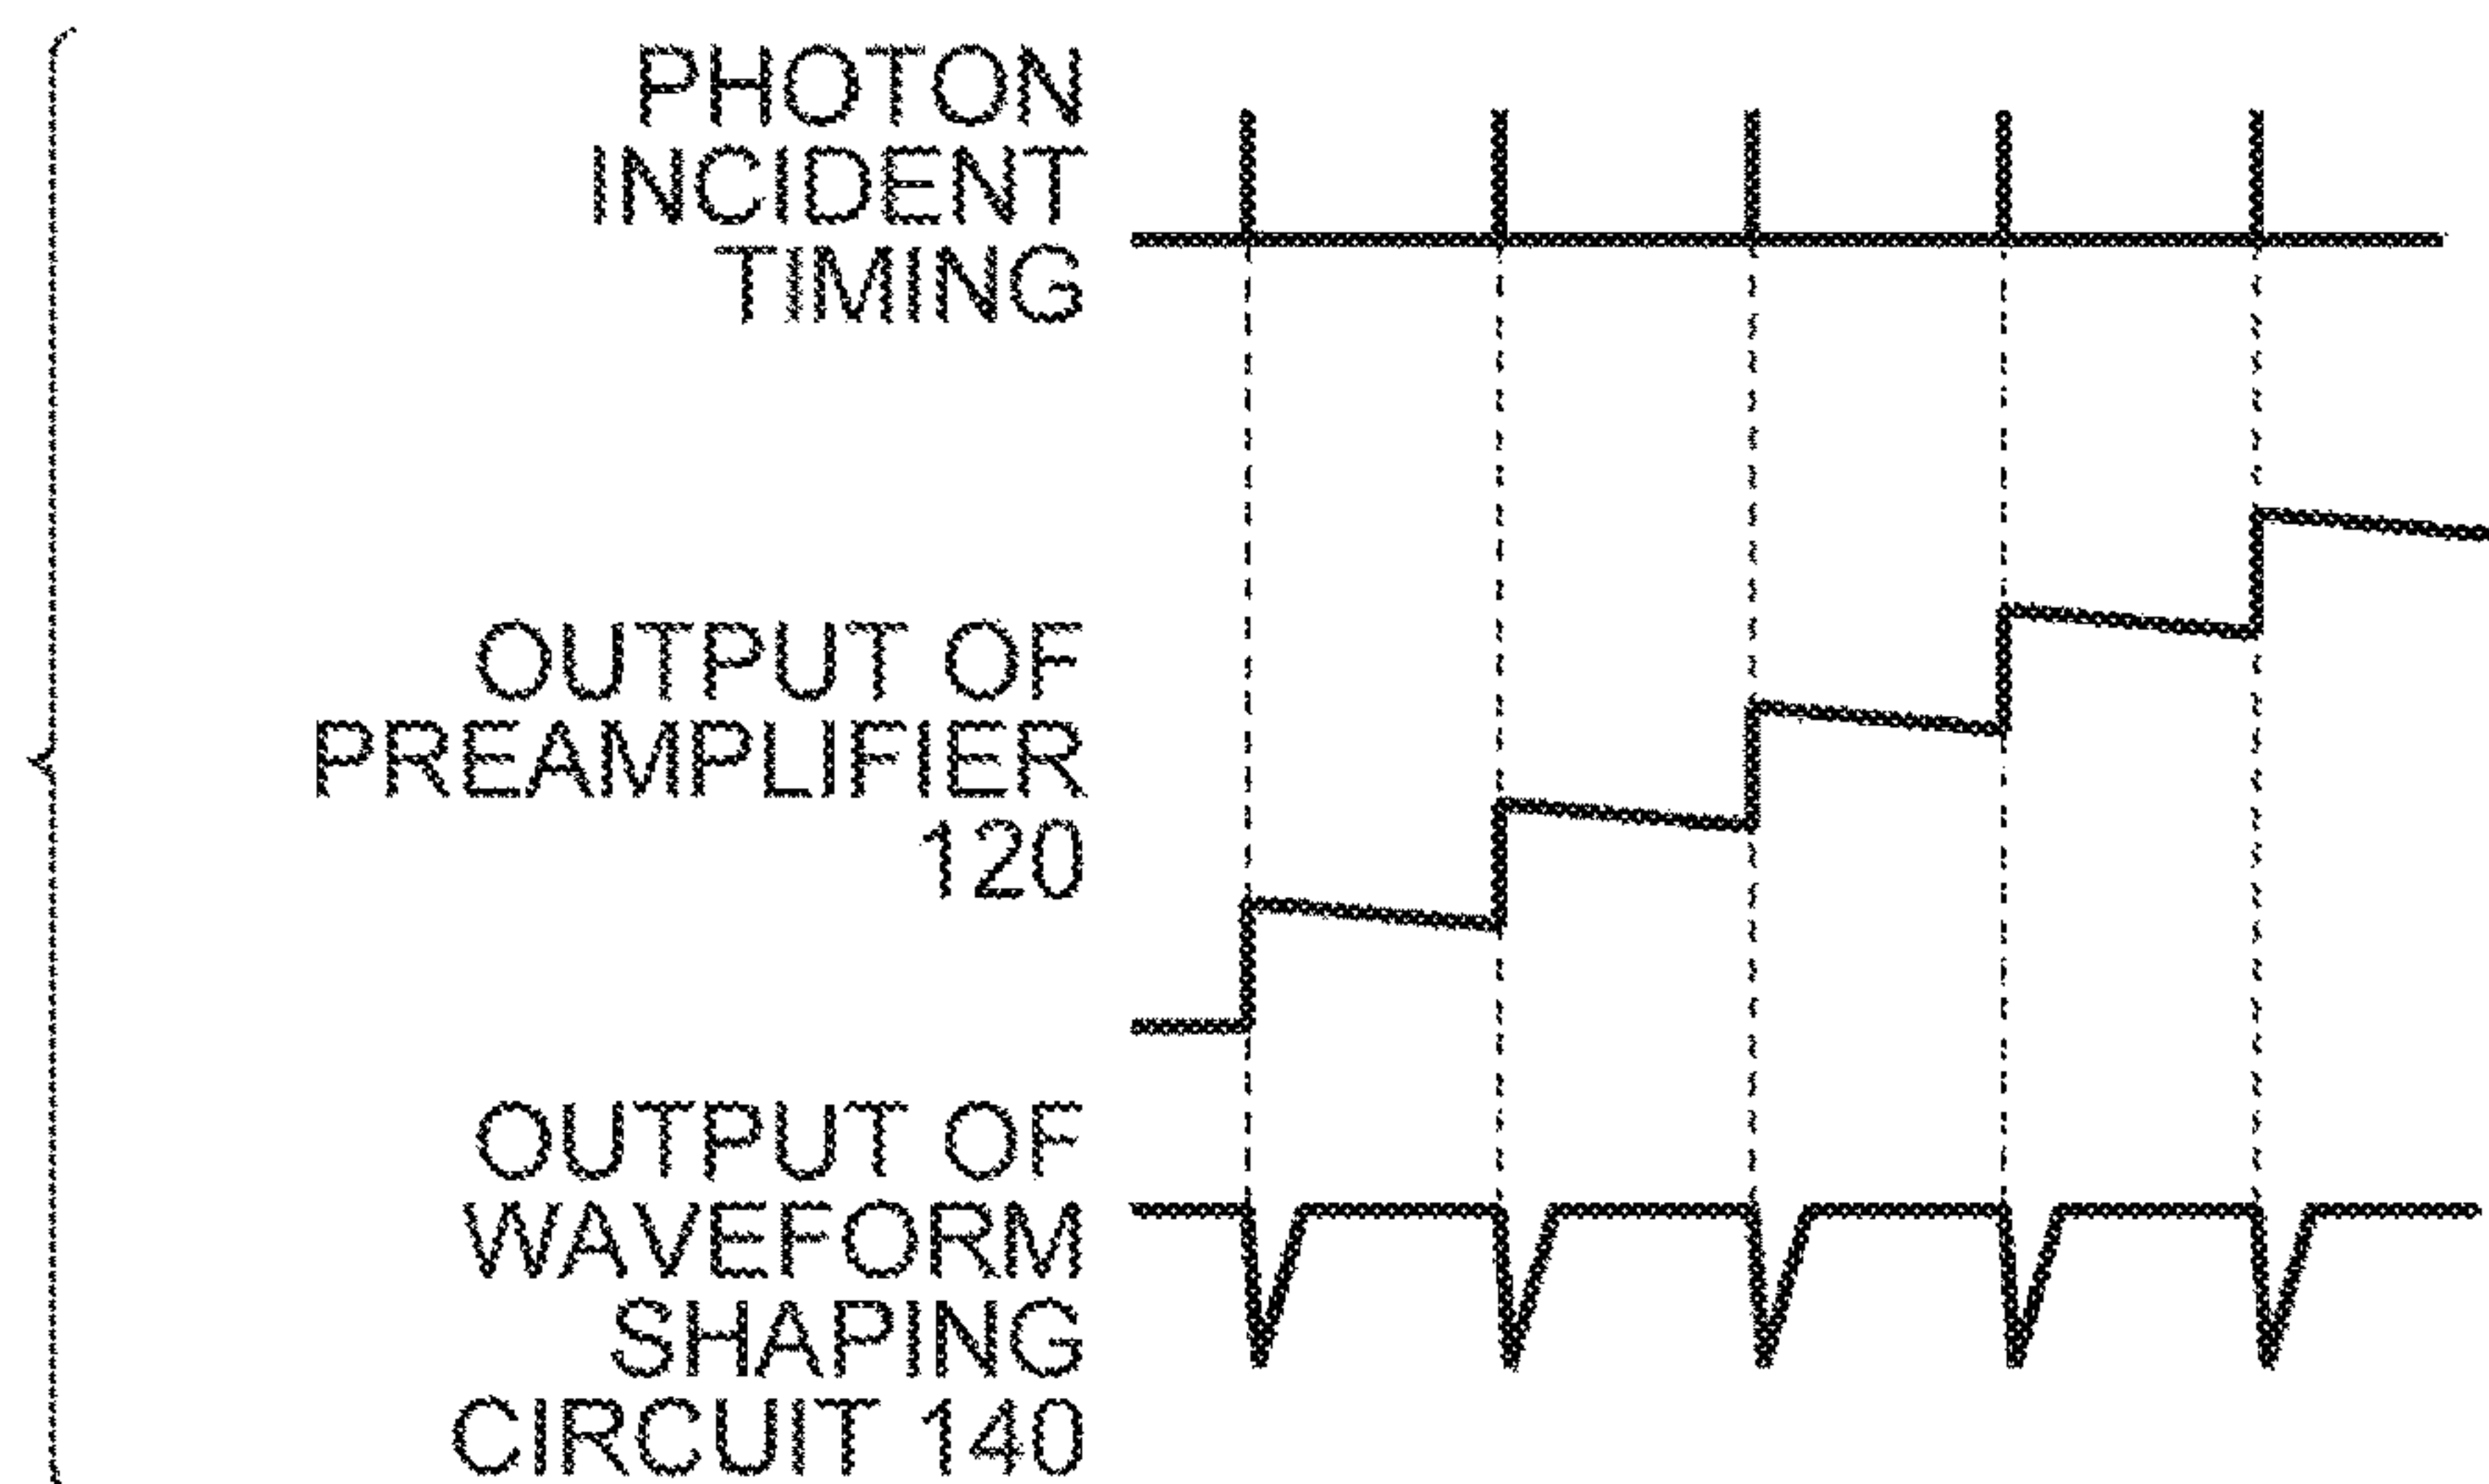 PHOTON
INCIDENT
TIMING
OUTPUT OF
PREAMPLIFIER
120
OUTPUT OF
WAVEFORM
SHAPING
CIRCUIT 140